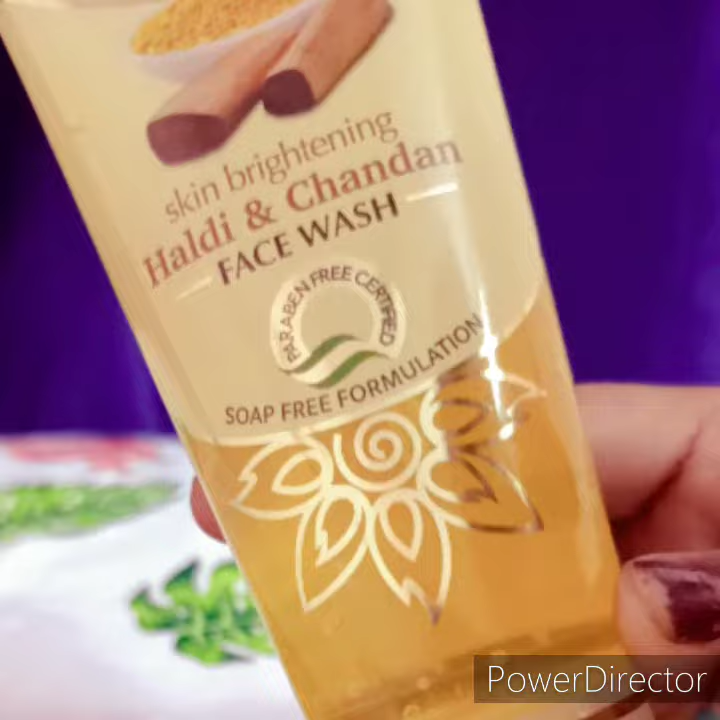 skin brightening
Haldi & Chandan
FACE WASH
PARABEN FREE CERTIFIED
SOAP FREE FORMULATION
PowerDirector